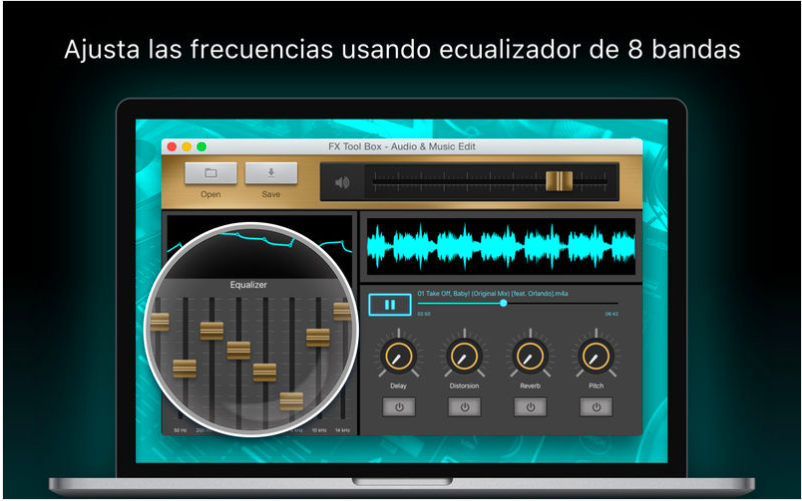 Ajusta las frecuencias usando ecualizador de 8 bandas
FX Tool Box - Audio & Music Edit
Open
Save
Equalizer
01 Take Off, Baby! (Original Mix) [feat. Orlando].m4a
06:40
Delay
Distorsion
Reverb
Pitch
50 Hz
10 kHz
14 kHz